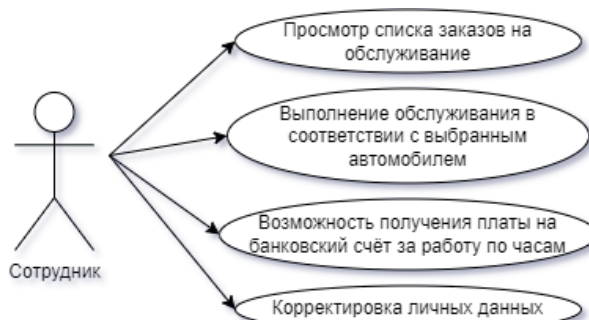 Просмотр списка заказов на
обслуживание
Выполнение обслуживания в
соответствии с выбранным
автомобилем
Возможность получения платы на
банковский счёт за работу по часам
Сотрудник
Корректировка личных данных